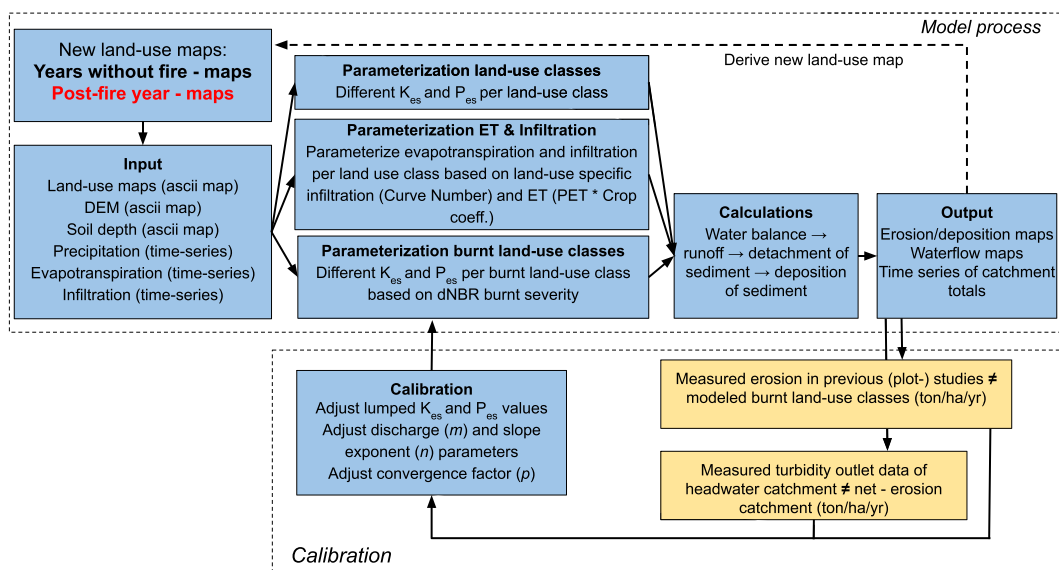 Model process
New land-use maps:
Years without fire - maps
Post-fire year - maps
Derive new land-use map
Input
Land-use maps (ascii map)
DEM (ascii map)
Soil depth (ascii map)
Precipitation (time-series)
Evapotranspiration (time-series)
Infiltration (time-series)
Parameterization land-use classes
Different Kes and Pes per land-use class
Parameterization ET & Infiltration
Parameterize evapotranspiration and infiltration
per land use class based on land-use specific
infiltration (Curve Number) and ET (PET * Crop
coeff.)
Parameterization burnt land-use classes
Different Kes and Pes per burnt land-use class
based on dNBR burnt severity
Calculations
Water balance →
runoff → detachment of
sediment → deposition
of sediment
Output
Erosion/deposition maps
Waterflow maps
Time series of catchment
totals
Calibration
Adjust lumped Kes and Pes values
Adjust discharge (m) and slope
exponent (n) parameters
Adjust convergence factor (p)
Measured erosion in previous (plot-) studies ≠
modeled burnt land-use classes (ton/ha/yr)
Measured turbidity outlet data of
headwater catchment ≠ net - erosion
catchment (ton/ha/yr)
Calibration